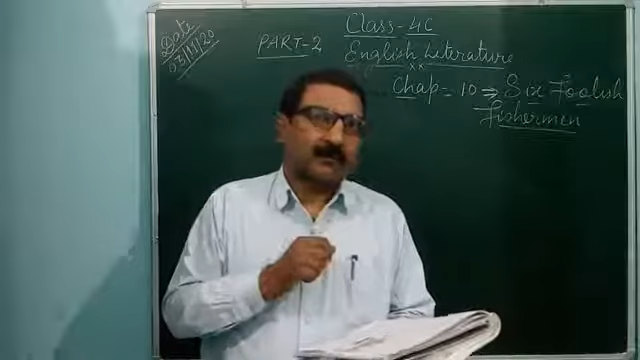 Date
03/11/20
PART-2
Class-4C
English Literature
Chap = 10 ⇒ Six Foolish
Fishermen